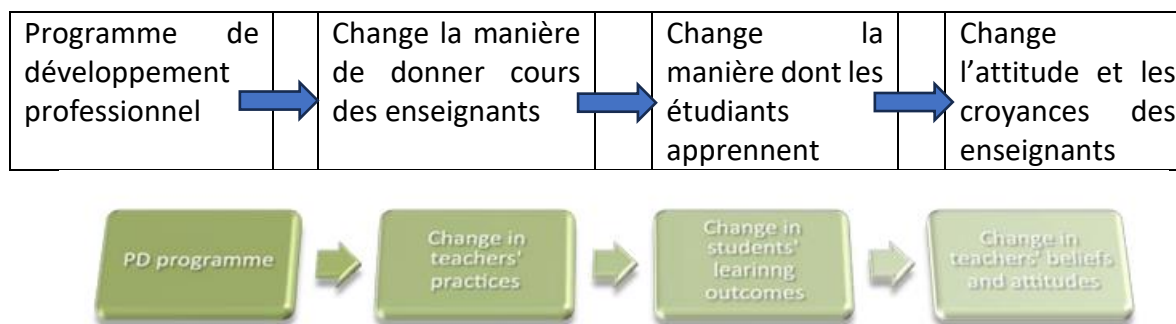 Programme de
développement
professionnel
Change la manière
de donner cours
des enseignants
Change la
manière dont les
étudiants
apprennent
Change
l’attitude et les
croyances des
enseignants
PD programme
Change in
teachers'
practices
Change in
students'
learinng
outcomes
Change in
teachers' beliefs
and attitudes